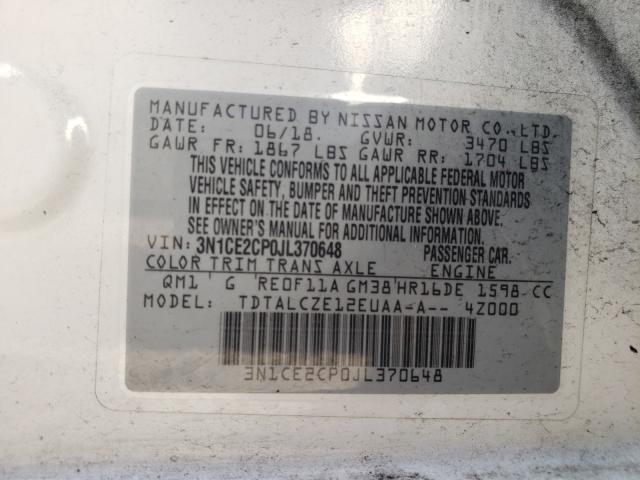 MANUFACTURED BY NISSAN MOTOR CO.,LTD.
DATE: 06/18. GVWR: 3470 LBS
GAWR FR: 1867 LBS GAWR RR: 1704 LBS
THIS VEHICLE CONFORMS TO ALL APPLICABLE FEDERAL MOTOR
VEHICLE SAFETY, BUMPER AND THEFT PREVENTION STANDARDS
IN EFFECT ON THE DATE OF MANUFACTURE SHOWN ABOVE.
SEE OWNER'S MANUAL FOR ADDITIONAL INFORMATION.
VIN: 3N1CE2CP0JL370648 PASSENGER CAR.
COLOR TRIM TRANS AXLE ENGINE
QM1 G RE0F11A GM38 HR16DE 1598 CC
MODEL: TDTALCZE12EUAA-A-- 4Z000
3N1CE2CP0JL370648